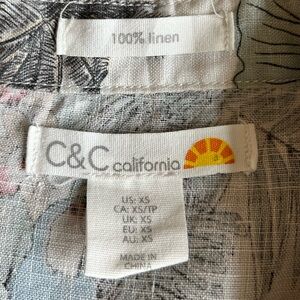 100% linen
C&C california
US: XS
CA: XS/TP
UK: XS
EU: XS
AU: XS
MADE IN
CHINA